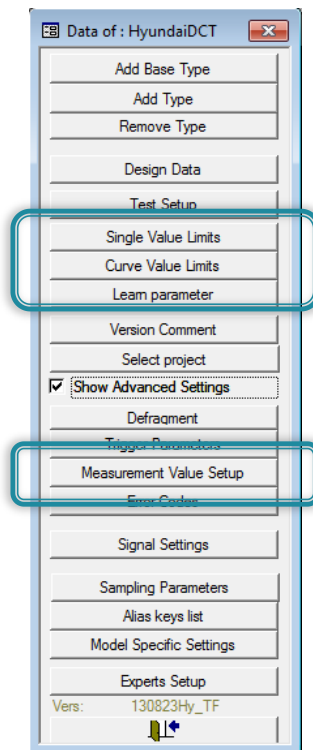 Data of : HyundaiDCT
Add Base Type
Add Type
Remove Type
Design Data
Test Setup
Single Value Limits
Curve Value Limits
Learn parameter
Version Comment
Select project
Show Advanced Settings
Defragment
Trigger Parameters
Measurement Value Setup
Error Codes
Signal Settings
Sampling Parameters
Alias keys list
Model Specific Settings
Experts Setup
Vers: 130823Hy_TF